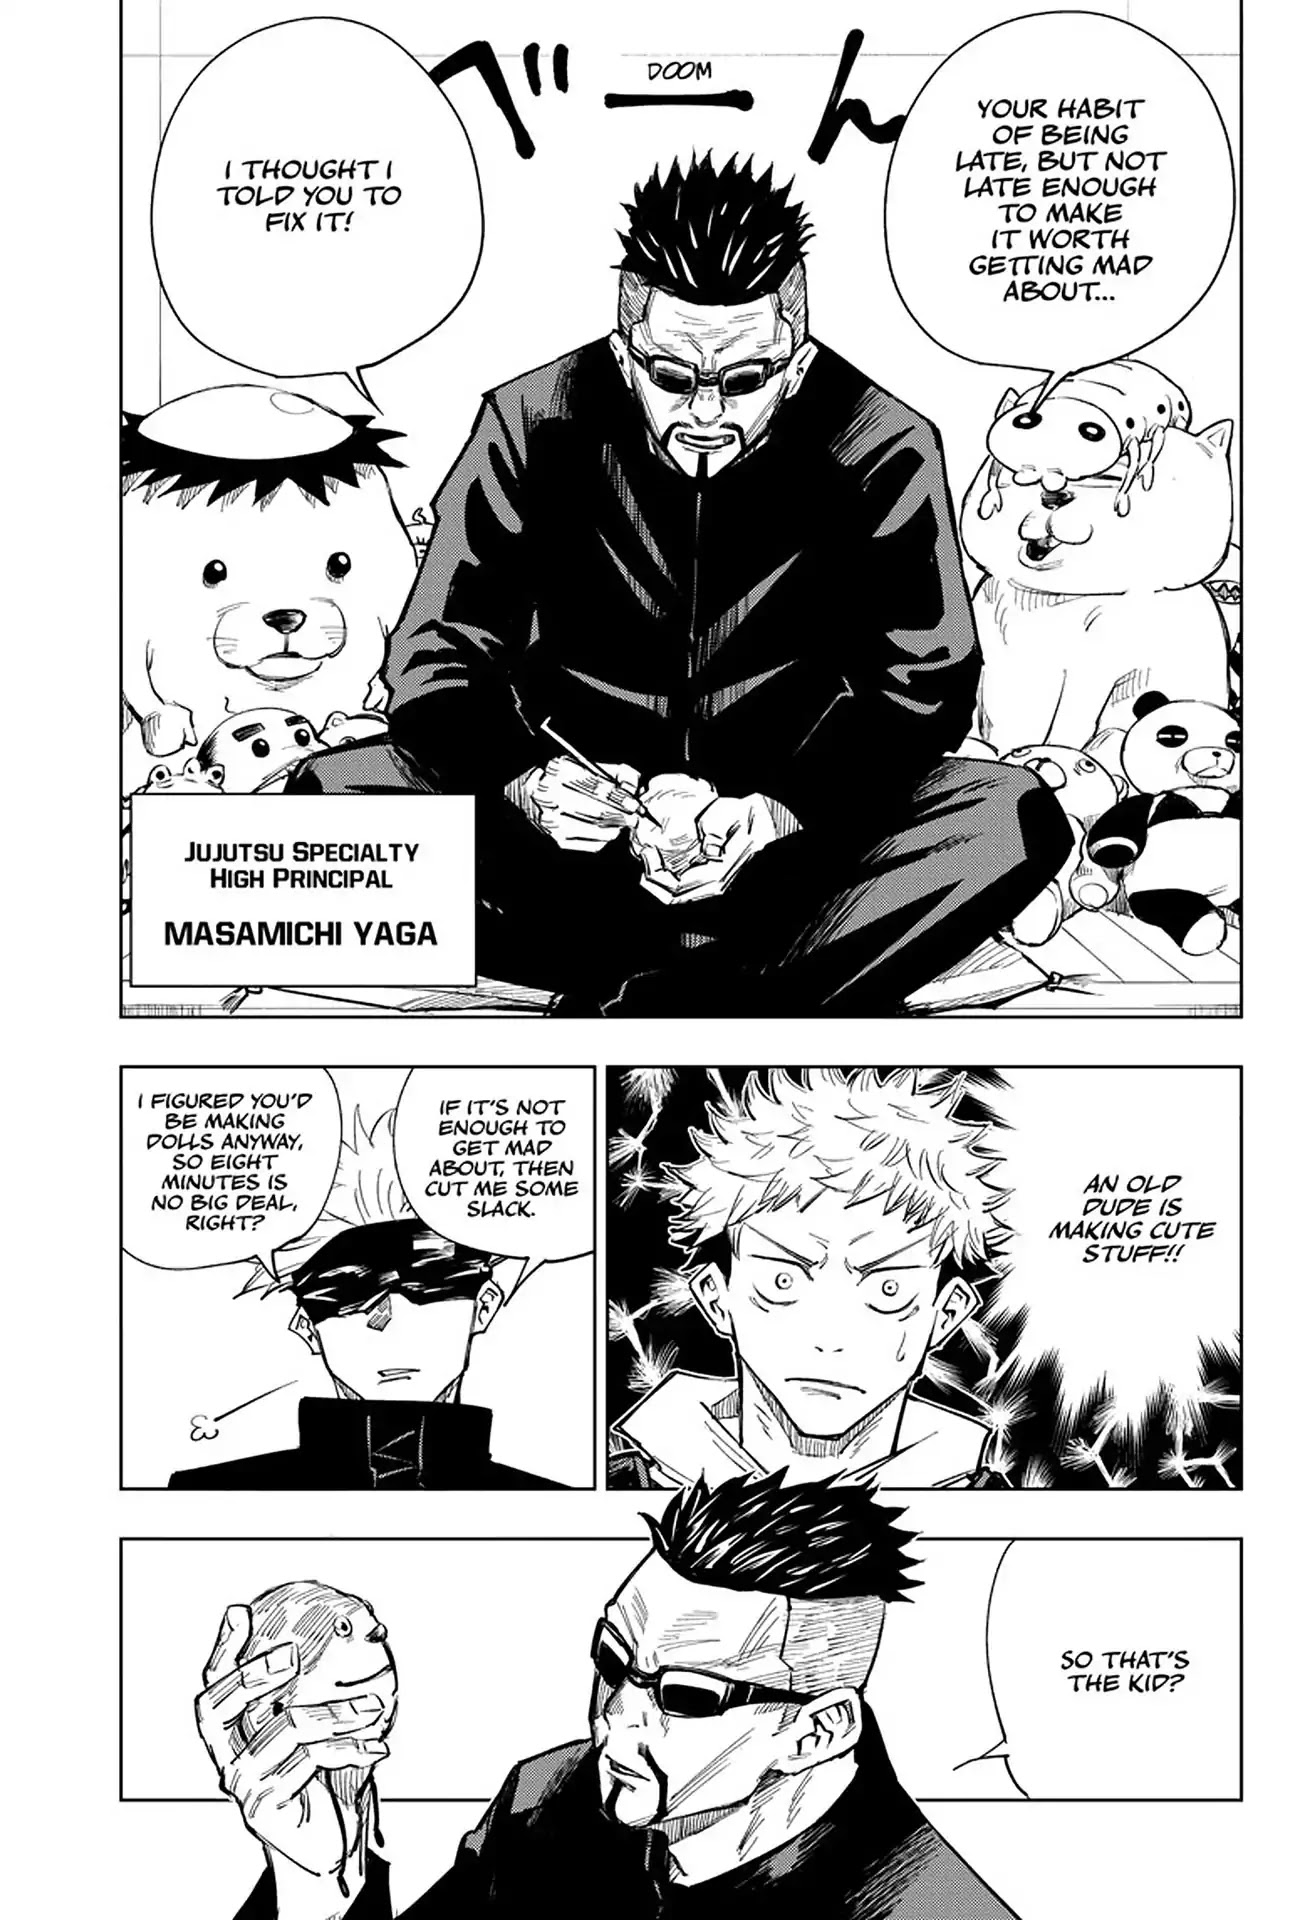 べーん
DOOM
YOUR HABIT
OF BEING
LATE, BUT NOT
LATE ENOUGH
TO MAKE
IT WORTH
GETTING MAD
ABOUT...
I THOUGHT I
TOLD YOU TO
FIX IT!
JUJUTSU SPECIALTY
HIGH PRINCIPAL
MASAMICHI YAGA
AN OLD
DUDE IS
MAKING CUTE
STUFF!!
IF IT'S NOT
ENOUGH TO
GET MAD
ABOUT, THEN
CUT ME SOME
SLACK.
I FIGURED YOU'D
BE MAKING
DOLLS ANYWAY,
SO EIGHT
MINUTES IS
NO BIG DEAL,
RIGHT?
SO THAT'S
THE KID?